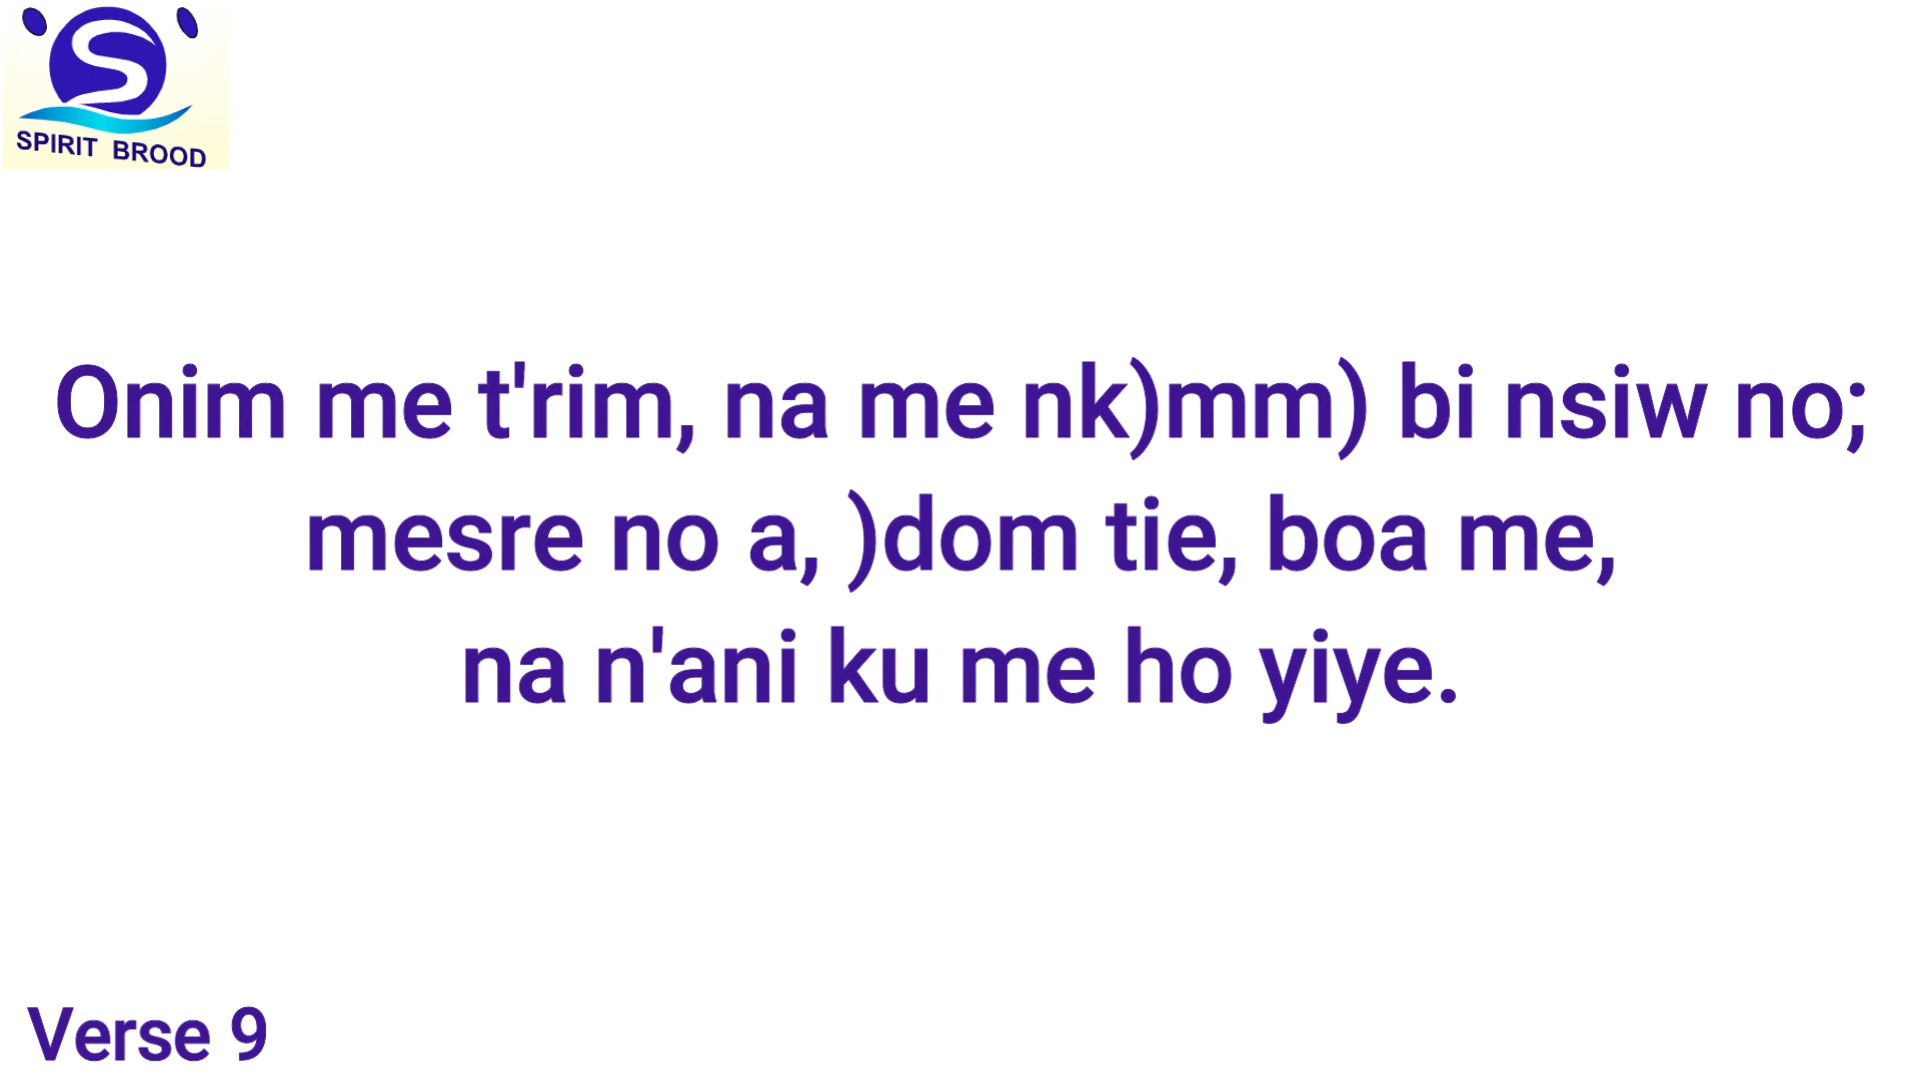 SPIRIT BROOD
Onim me t'rim, na me nk)mm) bi nsiw no;
mesre no a, )dom tie, boa me,
na n'ani ku me ho yiye.
Verse 9